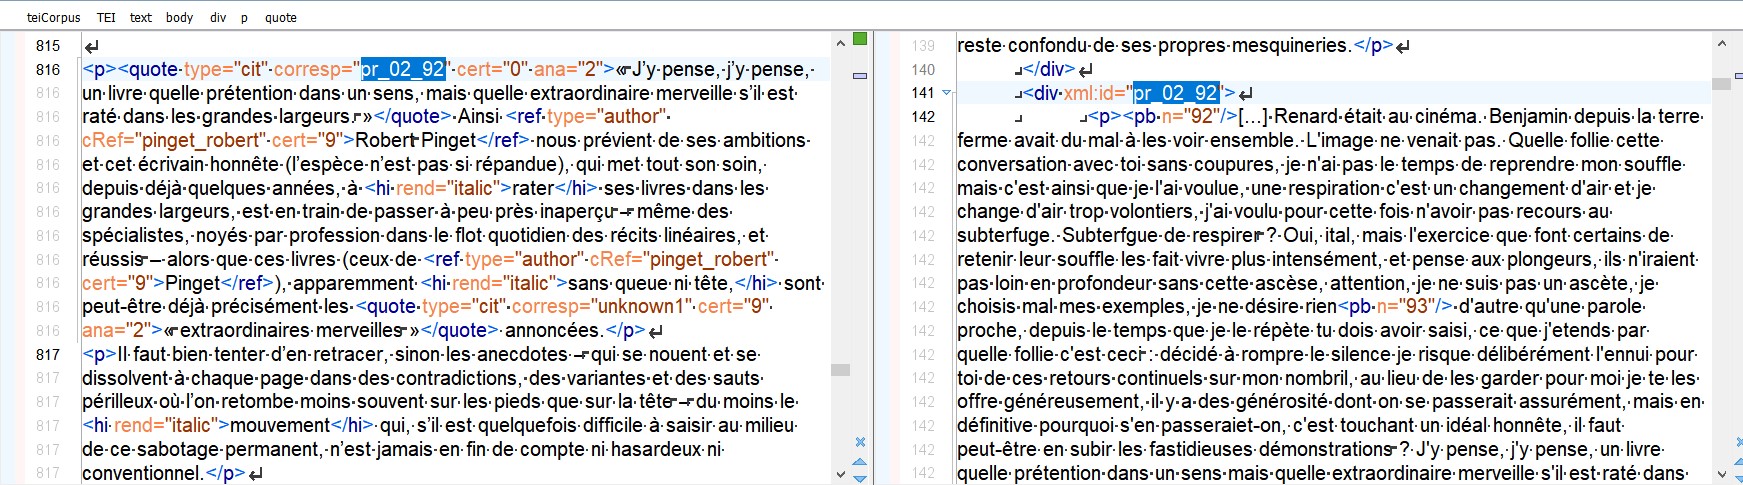 teiCorpus TEI text body div p quote
815
816 <p><quote type="cit" corresp="pr_02_92" cert="0" ana="2">« J’y pense, j’y pense,
816 un livre quelle prétention dans un sens, mais quelle extraordinaire merveille s’il est
816 raté dans les grandes largeurs. »</quote> Ainsi <ref type="author"
816 cRef="pinget_robert" cert="9">Robert Pinget</ref> nous prévient de ses ambitions
816 et cet écrivain honnête (l’espèce n’est pas si répandue), qui met tout son soin,
816 depuis déjà quelques années, à <hi rend="italic">rater</hi> ses livres dans les
816 grandes largeurs, est en train de passer à peu près inaperçu – même des
816 spécialistes, noyés par profession dans le flot quotidien des récits linéaires, et
816 réussis – alors que ces livres (ceux de <ref type="author" cRef="pinget_robert"
816 cert="9">Pinget</ref>), apparemment <hi rend="italic">sans queue ni tête,</hi> sont
816 peut-être déjà précisément les <quote type="cit" corresp="unknown1" cert="9"
816 ana="2">« extraordinaires merveilles »</quote> annoncées.</p>
817 <p>Il faut bien tenter d’en retracer, sinon les anecdotes – qui se nouent et se
817 dissolvent à chaque page dans des contradictions, des variantes et des sauts
817 périlleux où l’on retombe moins souvent sur les pieds que sur la tête – du moins le
817 <hi rend="italic">mouvement</hi> qui, s’il est quelquefois difficile à saisir au milieu
817 de ce sabotage permanent, n’est jamais en fin de compte ni hasardeux ni
817 conventionnel.</p>
139 reste confondu de ses propres mesquineries.</p>
140 </div>
141 <div xml:id="pr_02_92">
142 <p><pb n="92"/>[...] Renard était au cinéma. Benjamin depuis la terre
142 ferme avait du mal à les voir ensemble. L'image ne venait pas. Quelle follie cette
142 conversation avec toi sans coupures, je n'ai pas le temps de reprendre mon souffle
142 mais c'est ainsi que je l'ai voulue, une respiration c'est un changement d'air et je
142 change d'air trop volontiers, j'ai voulu pour cette fois n'avoir pas recours au
142 subterfuge. Subterfgue de respirer ? Oui, ital, mais l'exercice que font certains de
142 retenir leur souffle les fait vivre plus intensément, et pense aux plongeurs, ils n'iraient
142 pas loin en profondeur sans cette ascèse, attention, je ne suis pas un ascète, je
142 choisis mal mes exemples, je ne désire rien<pb n="93"/> d'autre qu'une parole
142 proche, depuis le temps que je le répète tu dois avoir saisi, ce que j'etends par
142 quelle follie c'est ceci : décidé à rompre le silence je risque délibérément l'ennui pour
142 toi de ces retours continuels sur mon nombril, au lieu de les garder pour moi je te les
142 offre généreusement, il y a des générosité dont on se passerait assurément, mais en
142 définitive pourquoi s'en passeraiet-on, c'est touchant un idéal honnête, il faut
142 peut-être en subir les fastidieuses démonstrations ? J'y pense, j'y pense, un livre
142 quelle prétention dans un sens mais quelle extraordinaire merveille s'il est raté dans